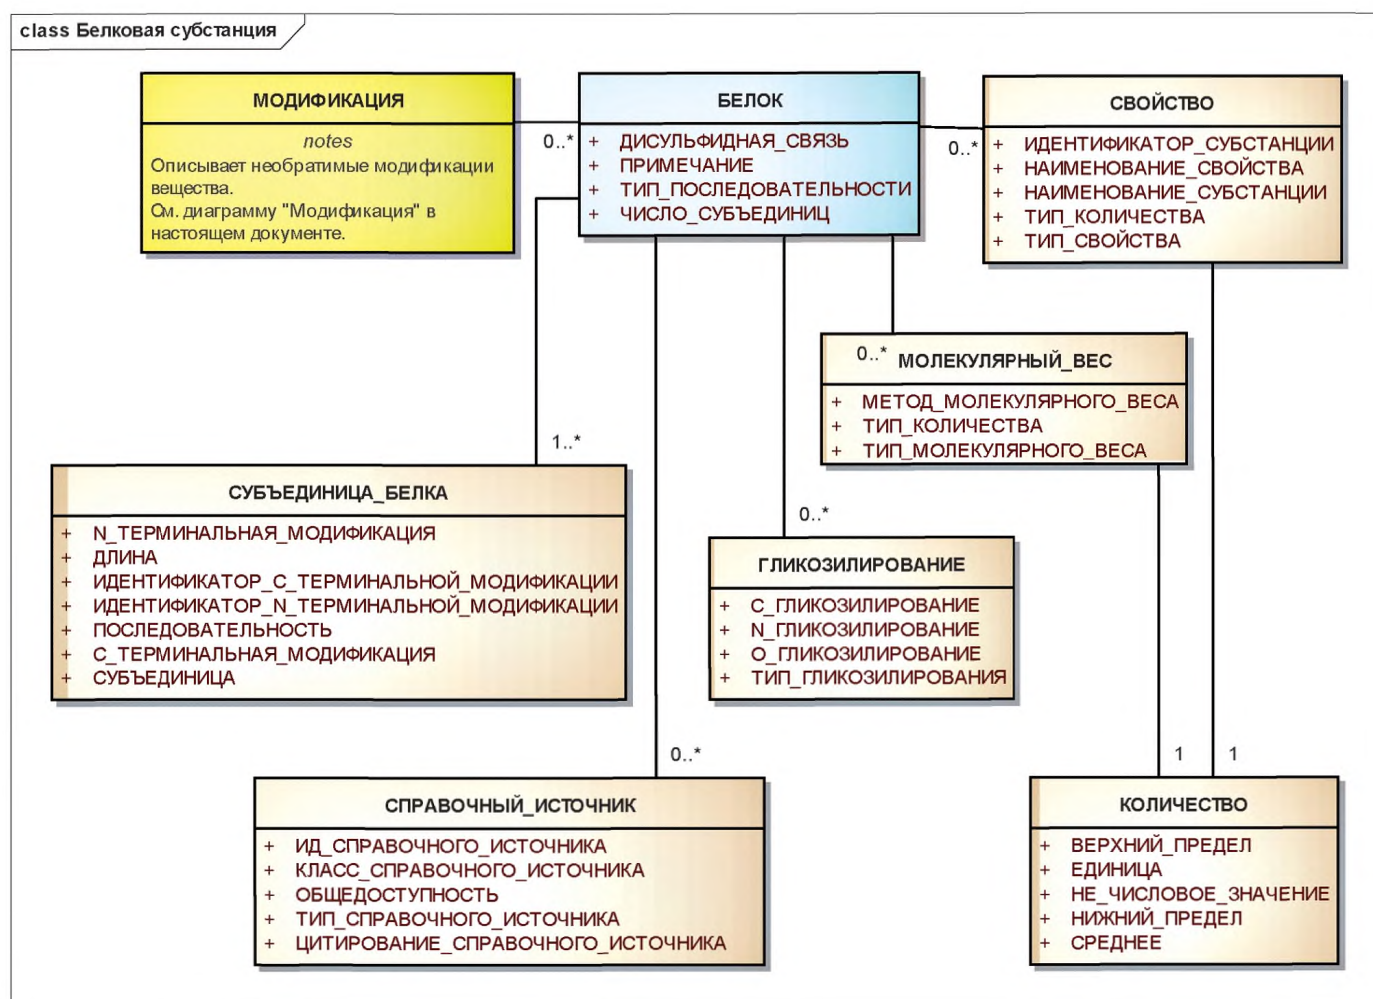 class Белковая субстанция
МОДИФИКАЦИЯ
notes
Описывает необратимые модификации
вещества.
См. диаграмму "Модификация" в
настоящем документе.
0..*
БЕЛОК
+ ДИСУЛЬФИДНАЯ_СВЯЗЬ
+ ПРИМЕЧАНИЕ
+ ТИП_ПОСЛЕДОВАТЕЛЬНОСТИ
+ ЧИСЛО_СУБЪЕДИНИЦ
0..*
СВОЙСТВО
+ ИДЕНТИФИКАТОР_СУБСТАНЦИИ
+ НАИМЕНОВАНИЕ_СВОЙСТВА
+ НАИМЕНОВАНИЕ_СУБСТАНЦИИ
+ ТИП_КОЛИЧЕСТВА
+ ТИП_СВОЙСТВА
0..*
МОЛЕКУЛЯРНЫЙ_ВЕС
+ МЕТОД_МОЛЕКУЛЯРНОГО_ВЕСА
+ ТИП_КОЛИЧЕСТВА
+ ТИП_МОЛЕКУЛЯРНОГО_ВЕСА
1..*
СУБЪЕДИНИЦА_БЕЛКА
+ N_ТЕРМИНАЛЬНАЯ_МОДИФИКАЦИЯ
+ ДЛИНА
+ ИДЕНТИФИКАТОР_С_ТЕРМИНАЛЬНОЙ_МОДИФИКАЦИИ
+ ИДЕНТИФИКАТОР_N_ТЕРМИНАЛЬНОЙ_МОДИФИКАЦИИ
+ ПОСЛЕДОВАТЕЛЬНОСТЬ
+ С_ТЕРМИНАЛЬНАЯ_МОДИФИКАЦИЯ
+ СУБЪЕДИНИЦА
0..*
ГЛИКОЗИЛИРОВАНИЕ
+ С_ГЛИКОЗИЛИРОВАНИЕ
+ N_ГЛИКОЗИЛИРОВАНИЕ
+ О_ГЛИКОЗИЛИРОВАНИЕ
+ ТИП_ГЛИКОЗИЛИРОВАНИЯ
0..*
СПРАВОЧНЫЙ_ИСТОЧНИК
+ ИД_СПРАВОЧНОГО_ИСТОЧНИКА
+ КЛАСС_СПРАВОЧНОГО_ИСТОЧНИКА
+ ОБЩЕДОСТУПНОСТЬ
+ ТИП_СПРАВОЧНОГО_ИСТОЧНИКА
+ ЦИТИРОВАНИЕ_СПРАВОЧНОГО_ИСТОЧНИКА
1 1
КОЛИЧЕСТВО
+ ВЕРХНИЙ_ПРЕДЕЛ
+ ЕДИНИЦА
+ НЕ_ЧИСЛОВОЕ_ЗНАЧЕНИЕ
+ НИЖНИЙ_ПРЕДЕЛ
+ СРЕДНЕЕ